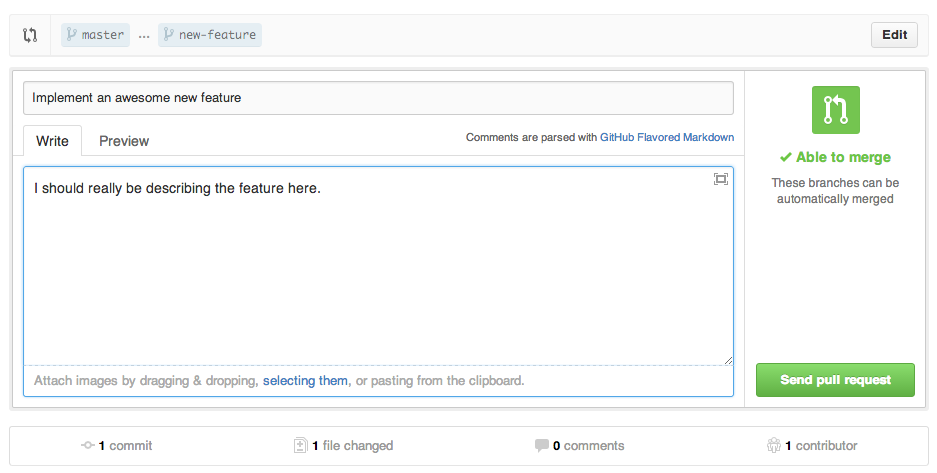 master ... new-feature Edit
Implement an awesome new feature
Write Preview Comments are parsed with GitHub Flavored Markdown
I should really be describing the feature here.
Attach images by dragging & dropping, selecting them, or pasting from the clipboard.
Able to merge
These branches can be
automatically merged
Send pull request
1 commit 1 file changed 0 comments 1 contributor